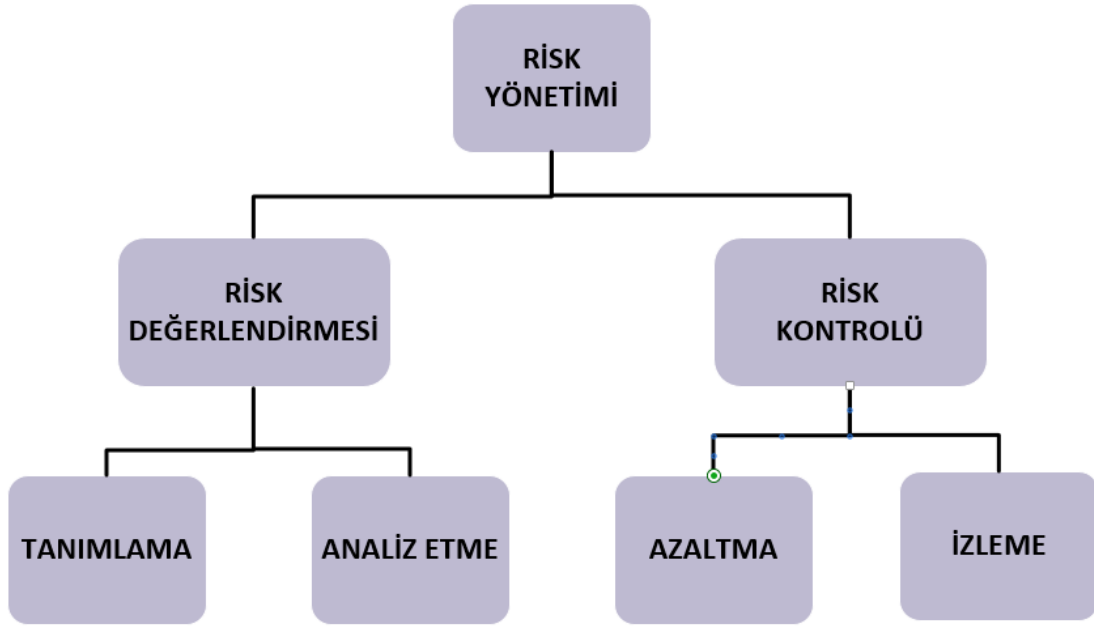 RİSK
YÖNETİMİ
RİSK
DEĞERLENDİRMESİ
RİSK
KONTROLÜ
TANIMLAMA
ANALİZ ETME
AZALTMA
İZLEME